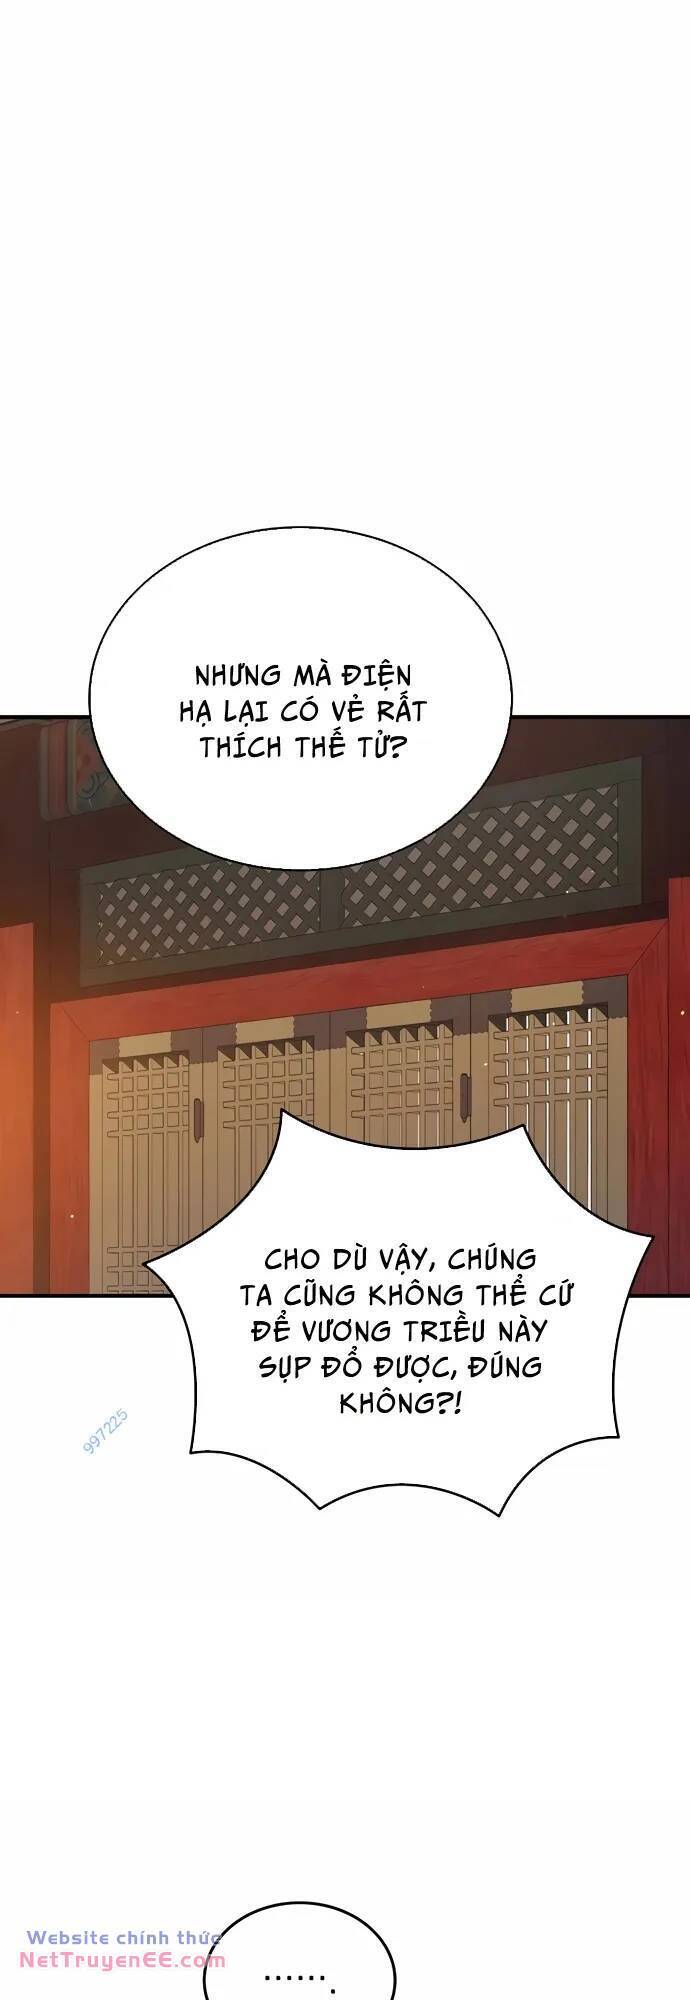 NHƯNG MÀ ĐIỆN
HẠ LẠI CÓ VẺ RẤT
THÍCH THẾ TỬ?
CHO DÙ VẬY, CHÚNG
TA CŨNG KHÔNG THỂ CỨ
ĐỂ VƯƠNG TRIỀU NÀY
SỤP ĐỔ ĐƯỢC, ĐÚNG
KHÔNG?!
997225
Website chính thức
NetTruyenEE.com
.......